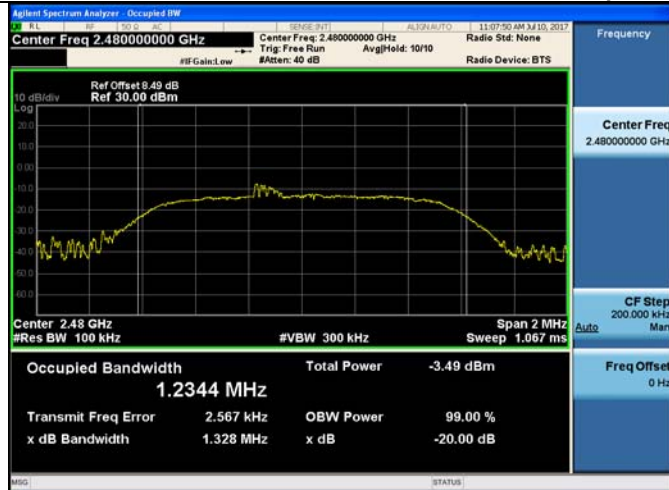 Agilent Spectrum Analyzer - Occupied BW
RL RF 50 Ω AC SENSE:INT ALIGN AUTO 11:07:50 AM Jul 10, 2017
Center Freq 2.480000000 GHz
Center Freq: 2.480000000 GHz
Radio Std: None
Trig: Free Run Avg|Hold: 10/10
#IFGain:Low #Atten: 40 dB Radio Device: BTS
Frequency
Ref Offset 8.49 dB
10 dB/div Ref 30.00 dBm
Log
20.0
10.0
0.00
-10.0
-20.0
-30.0
-40.0
-50.0
-60.0
Center Freq
2.480000000 GHz
Center 2.48 GHz Span 2 MHz
#Res BW 100 kHz #VBW 300 kHz Sweep 1.067 ms
CF Step
200.000 kHz
Auto Man
Occupied Bandwidth Total Power -3.49 dBm
1.2344 MHz
Transmit Freq Error 2.567 kHz OBW Power 99.00 %
x dB Bandwidth 1.328 MHz x dB -20.00 dB
Freq Offset
0 Hz
MSG STATUS